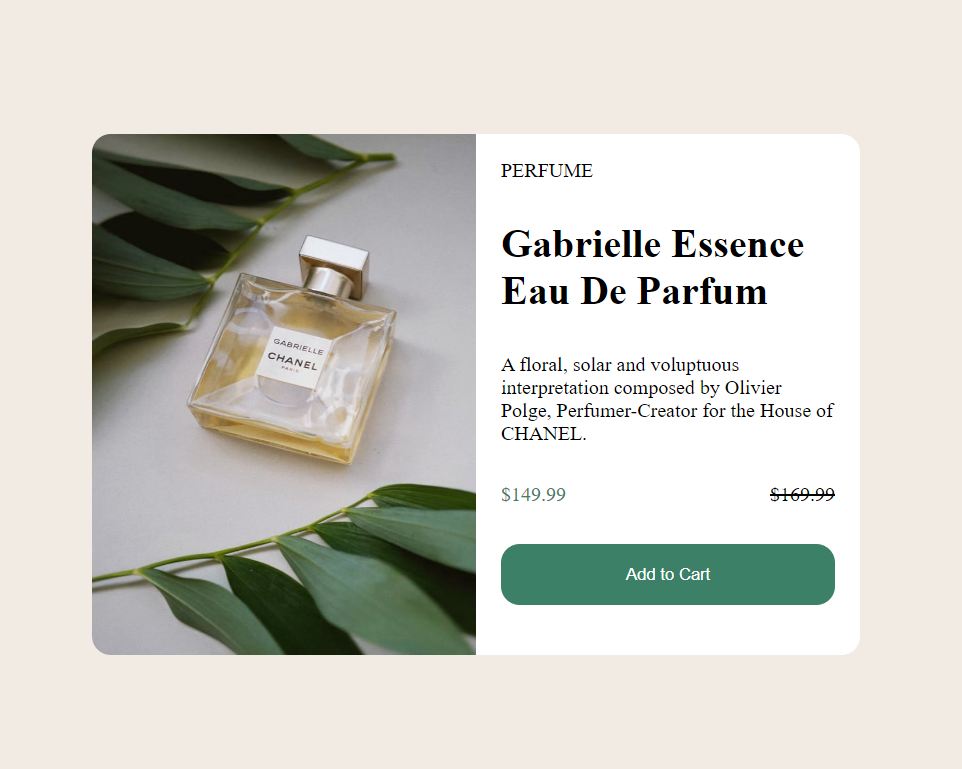 GABRIELLE
CHANEL
PARIS
PERFUME
Gabrielle Essence
Eau De Parfum
A floral, solar and voluptuous
interpretation composed by Olivier
Polge, Perfumer-Creator for the House of
CHANEL.
$149.99 $169.99
Add to Cart